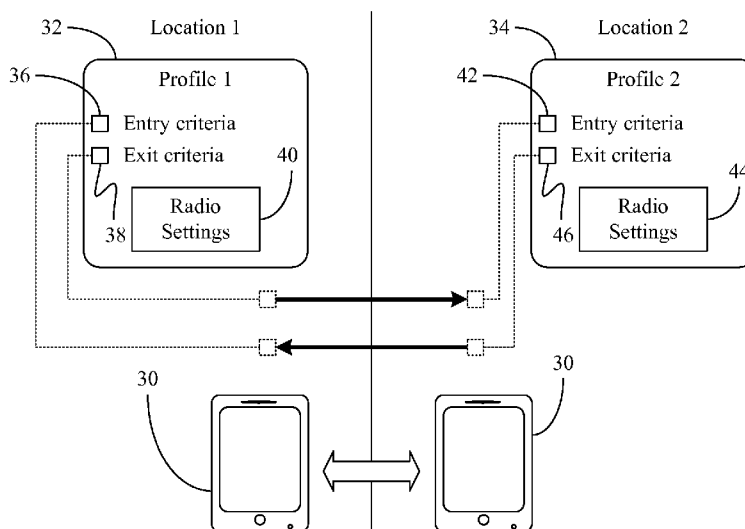 32
Location 1
34
Location 2
36
Profile 1
42
Profile 2
Entry criteria
Entry criteria
Exit criteria
40
Exit criteria
44
38
Radio
Settings
46
Radio
Settings
30
30